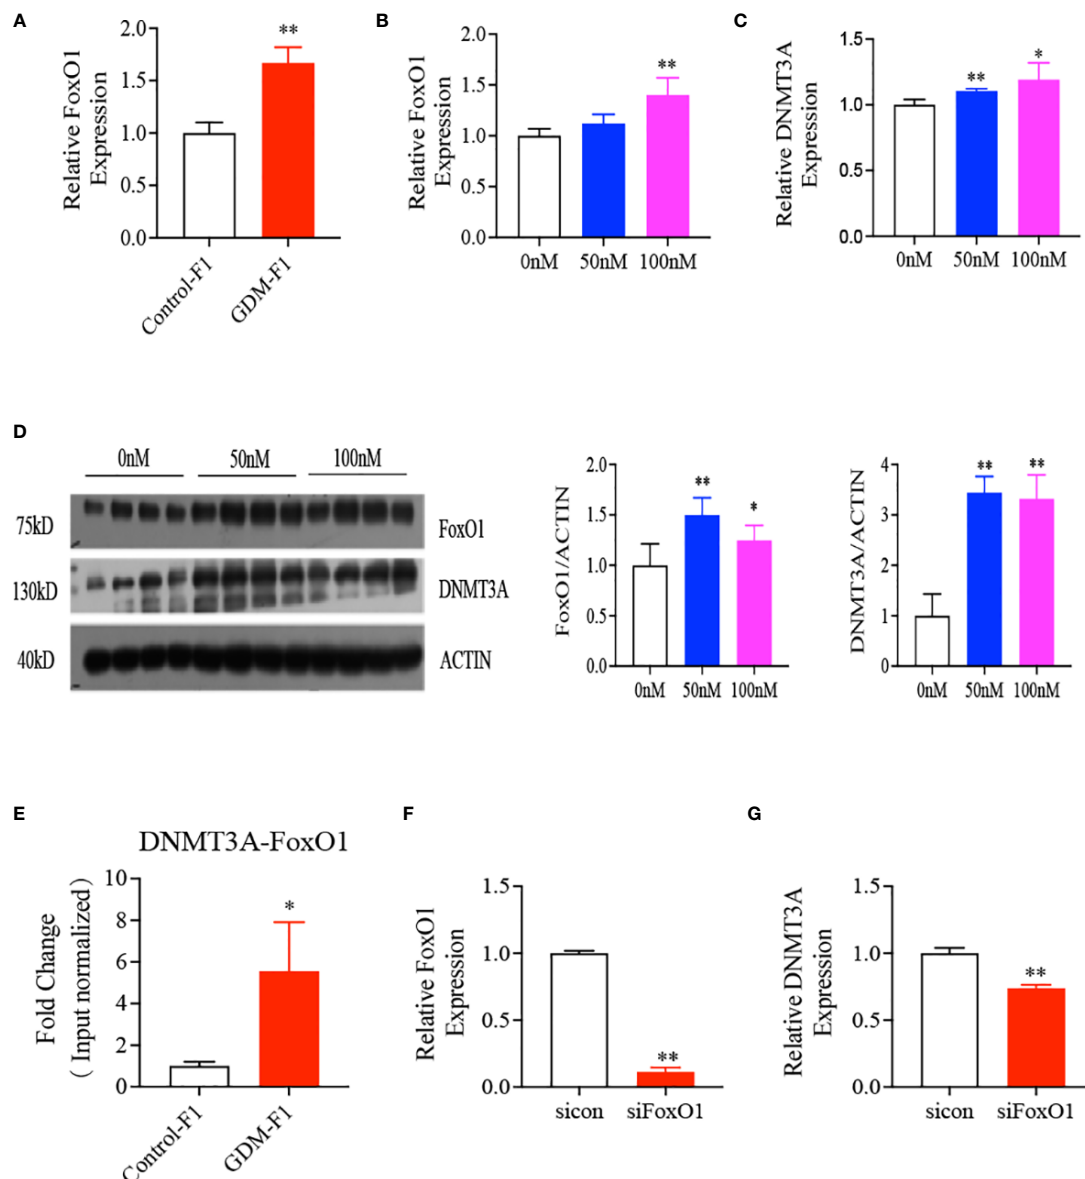 A
Relative FoxO1
Expression
2.0
1.5
1.0
0.5
0.0
**
Control-F1
GDM-F1
B
Relative FoxO1
Expression
2.0
1.5
1.0
0.5
0.0
**
0nM
50nM
100nM
C
Relative DNMT3A
Expression
1.5
1.0
0.5
0.0
**
*
0nM
50nM
100nM
D
0nM
50nM
100nM
75kD
FoxO1
130kD
DNMT3A
40kD
ACTIN
FoxO1/ACTIN
2.0
1.5
1.0
0.5
0.0
**
*
0nM
50nM
100nM
DNMT3A/ACTIN
4
3
2
1
0
**
**
0nM
50nM
100nM
E
DNMT3A-FoxO1
Fold Change
( Input normalized )
10
8
6
4
2
0
*
Control-F1
GDM-F1
F
Relative FoxO1
Expression
1.5
1.0
0.5
0.0
**
sicon
siFoxO1
G
Relative DNMT3A
Expression
1.5
1.0
0.5
0.0
**
sicon
siFoxO1